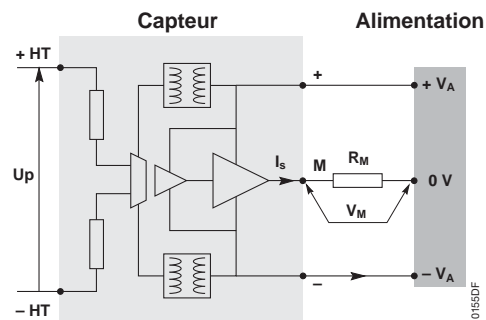 Capteur
Alimentation
+ HT
+
+ VA
Up
Is
M
RM
0 V
VM
– HT
–
– VA
0155DF